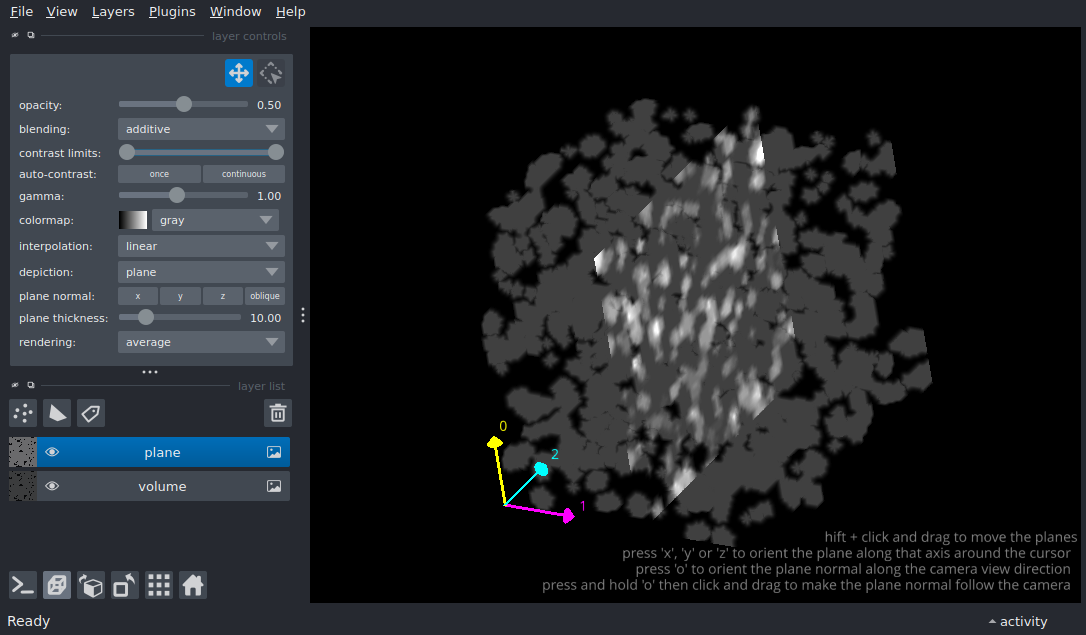 File View Layers Plugins Window Help
layer controls
opacity: 0.50
blending: additive
contrast limits:
auto-contrast: once continuous
gamma: 1.00
colormap: gray
interpolation: linear
depiction: plane
plane normal: x y z oblique
plane thickness: 10.00
rendering: average
layer list
plane
volume
0
2
1
hift + click and drag to move the planes
press 'x', 'y' or 'z' to orient the plane along that axis around the cursor
press 'o' to orient the plane normal along the camera view direction
press and hold 'o' then click and drag to make the plane normal follow the camera
Ready activity